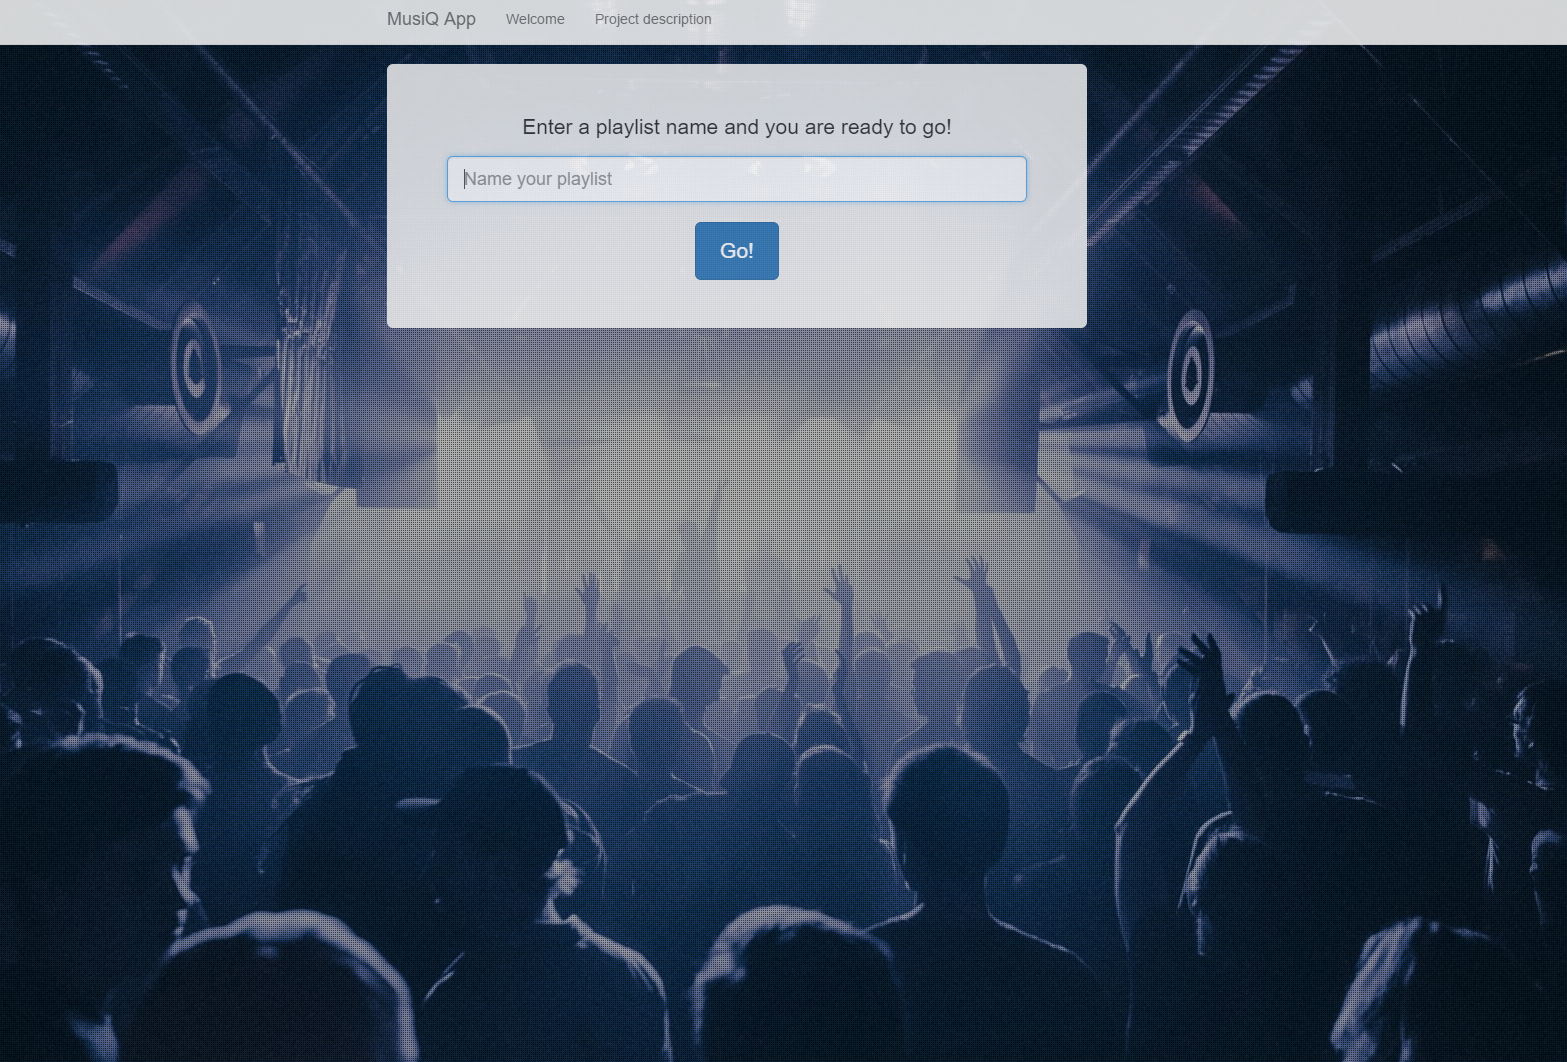 MusiQ App Welcome Project description
Enter a playlist name and you are ready to go!
Name your playlist
Go!